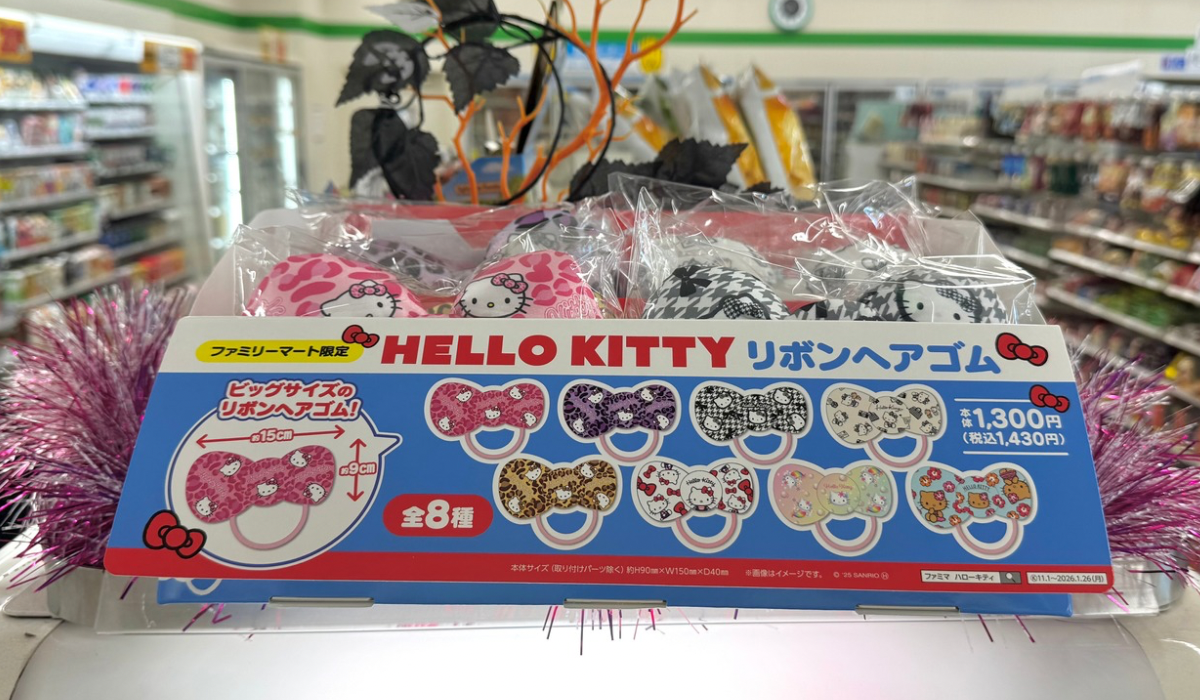 ファミリーマート限定
HELLO KITTY リボンヘアゴム
ビッグサイズの
リボンヘアゴム!
約15cm
約9cm
全8種
本体1,300円
(税込1,430円)
本体サイズ(取り付けパーツ除く)約H90mm×W150mm×D40mm ※画像はイメージです。 © '25 SANRIO Ⓗ
ファミマ ハローキティ